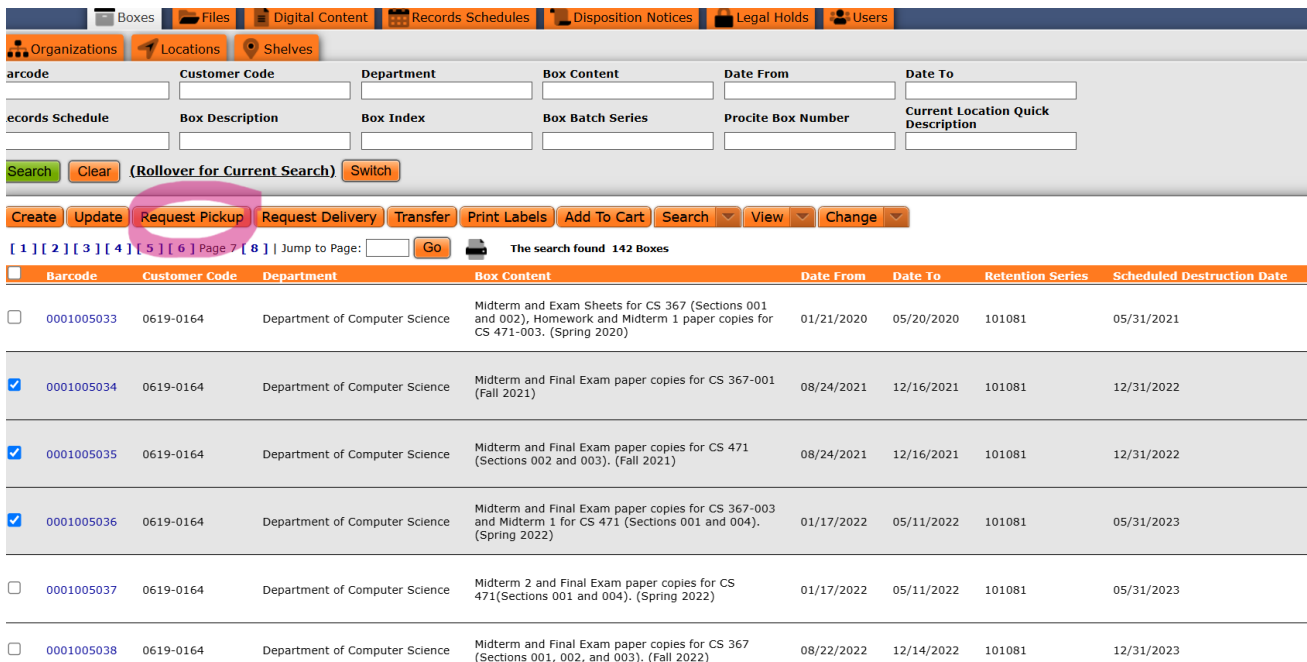 Boxes Files Digital Content Records Schedules Disposition Notices Legal Holds Users
Organizations Locations Shelves
arcode Customer Code Department Box Content Date From Date To
ecords Schedule Box Description Box Index Box Batch Series Procite Box Number Current Location Quick
Description
Search Clear (Rollover for Current Search) Switch
Create Update Request Pickup Request Delivery Transfer Print Labels Add To Cart Search View Change
[ 1 ] [ 2 ] [ 3 ] [ 4 ] [ 5 ] [ 6 ] Page 7 [ 8 ] | Jump to Page: Go The search found 142 Boxes
Barcode Customer Code Department Box Content Date From Date To Retention Series Scheduled Destruction Date
Midterm and Exam Sheets for CS 367 (Sections 001
0001005033 0619-0164 Department of Computer Science and 002), Homework and Midterm 1 paper copies for 01/21/2020 05/20/2020 101081 05/31/2021
CS 471-003. (Spring 2020)
0001005034 0619-0164 Department of Computer Science Midterm and Final Exam paper copies for CS 367-001 08/24/2021 12/16/2021 101081 12/31/2022
(Fall 2021)
0001005035 0619-0164 Department of Computer Science Midterm and Final Exam paper copies for CS 471 08/24/2021 12/16/2021 101081 12/31/2022
(Sections 002 and 003). (Fall 2021)
Midterm and Final Exam paper copies for CS 367-003
0001005036 0619-0164 Department of Computer Science and Midterm 1 for CS 471 (Sections 001 and 004). 01/17/2022 05/11/2022 101081 05/31/2023
(Spring 2022)
0001005037 0619-0164 Department of Computer Science Midterm 2 and Final Exam paper copies for CS 01/17/2022 05/11/2022 101081 05/31/2023
471(Sections 001 and 004). (Spring 2022)
0001005038 0619-0164 Department of Computer Science Midterm and Final Exam paper copies for CS 367 08/22/2022 12/14/2022 101081 12/31/2023
(Sections 001, 002, and 003). (Fall 2022)